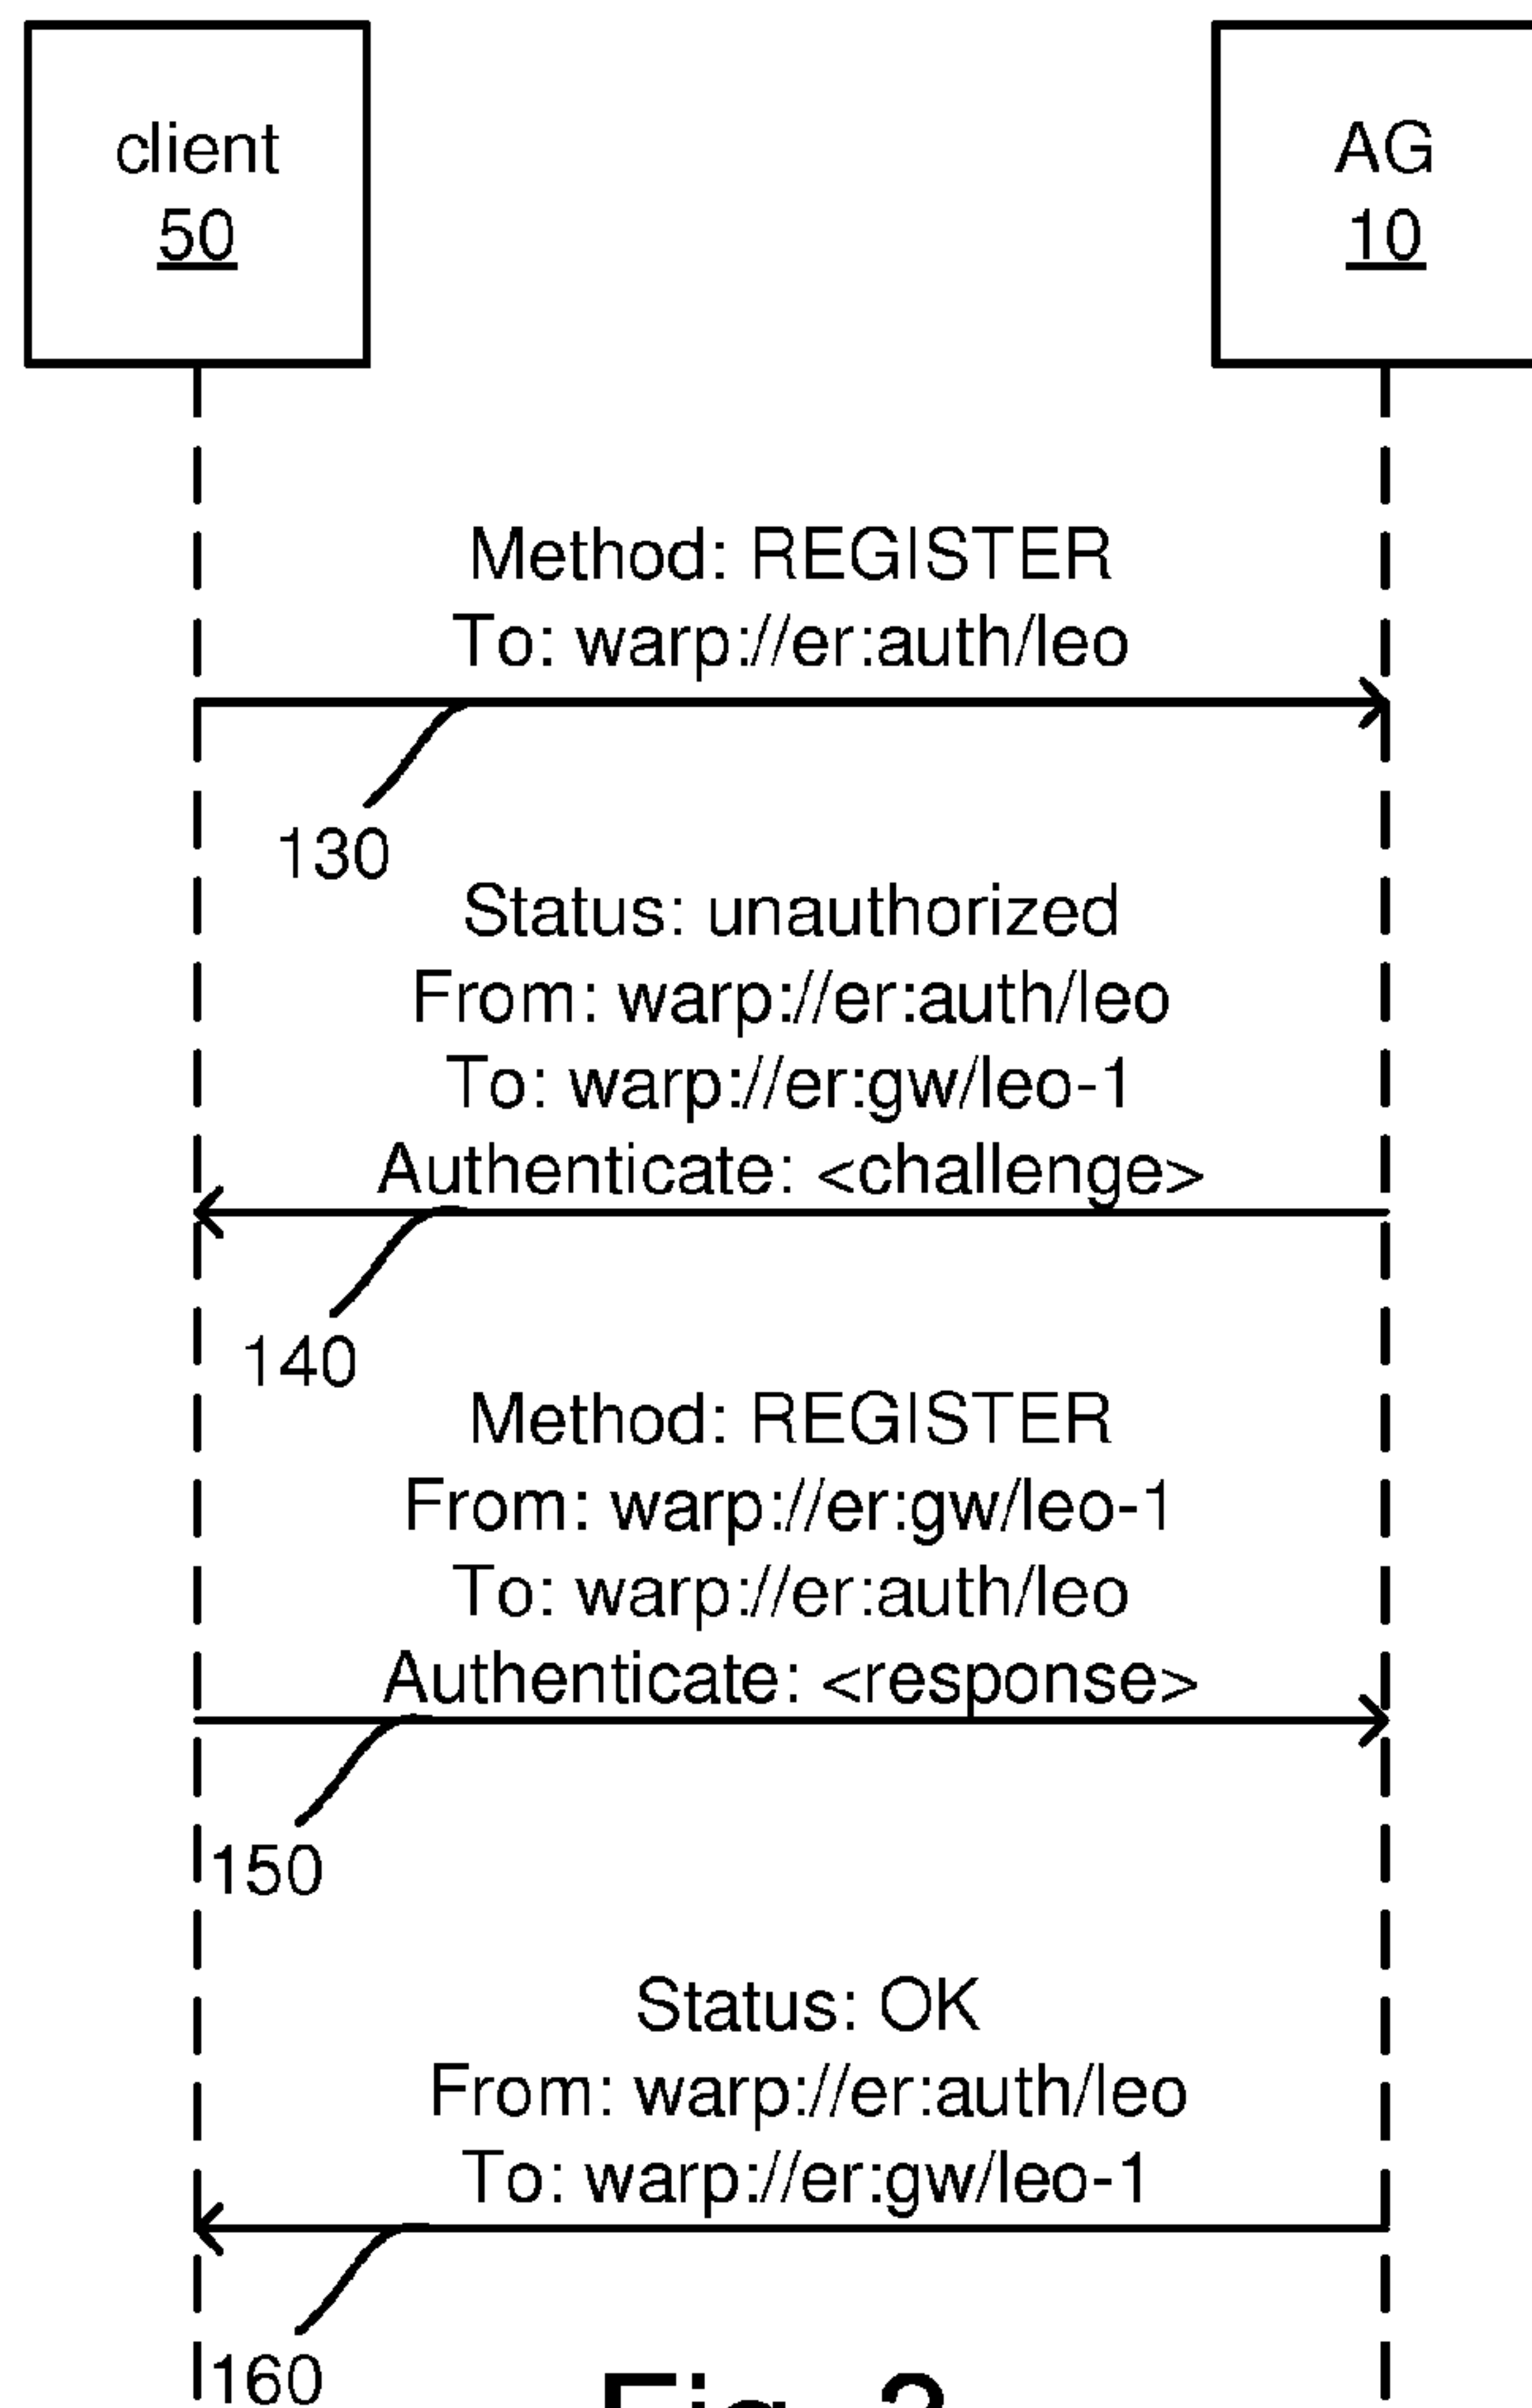 client
50
AG
10
Method: REGISTER
To: warp://er:auth/leo
130
Status: unauthorized
From: warp://er:auth/leo
To: warp://er:gw/leo-1
Authenticate: <challenge>
140
Method: REGISTER
From: warp://er:gw/leo-1
To: warp://er:auth/leo
Authenticate: <response>
150
Status: OK
From: warp://er:auth/leo
To: warp://er:gw/leo-1
160
Fig.